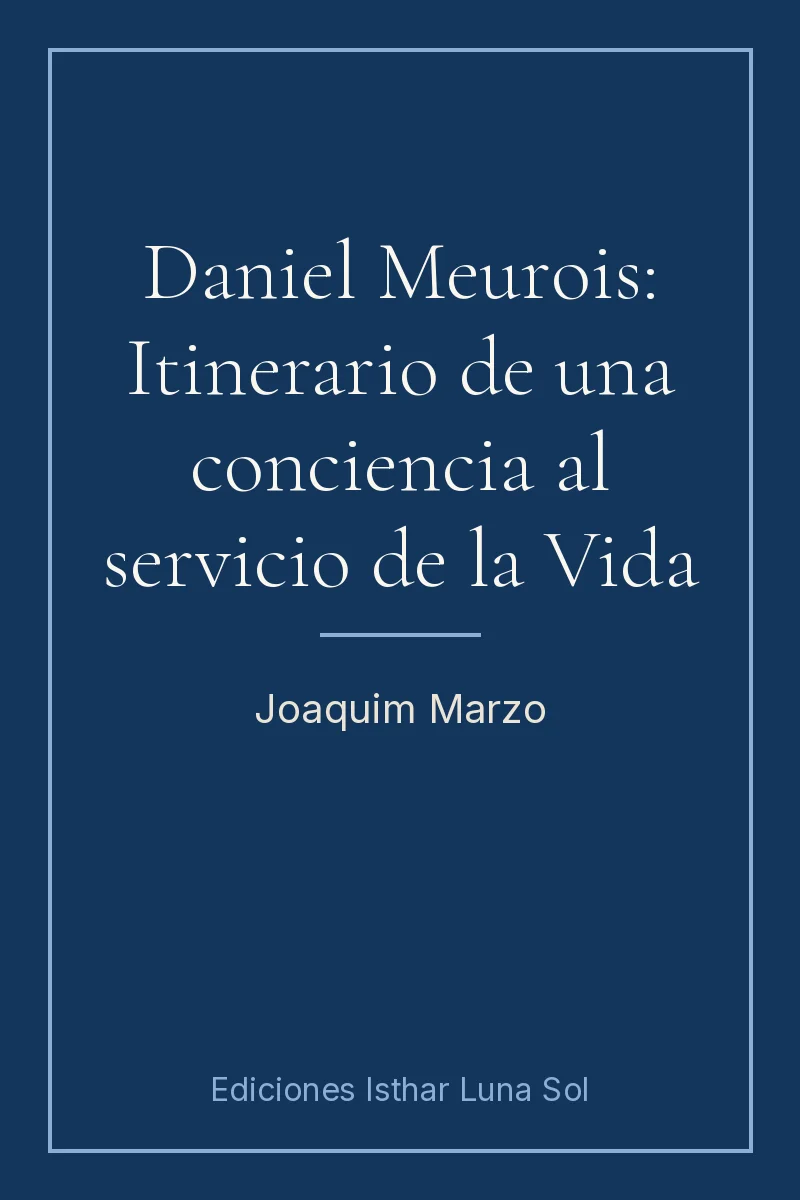 Daniel Meurois:
Itinerario de una
conciencia al
servicio de la Vida
Joaquim Marzo
Ediciones Isthar Luna Sol